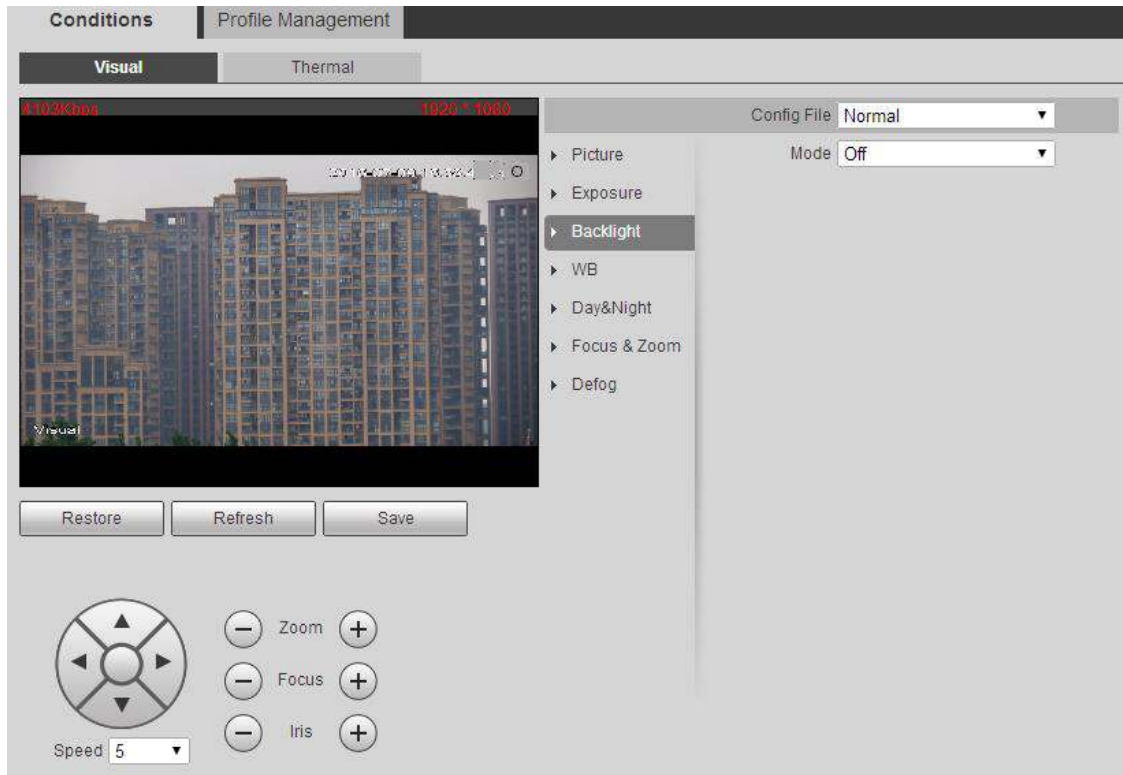 Conditions
Profile Management
Visual
Thermal
4103Kbps
1920 * 1080
Visual
Config File Normal
Mode Off
Picture
Exposure
Backlight
WB
Day&Night
Focus & Zoom
Defog
Restore
Refresh
Save
Zoom
Focus
Iris
Speed 5